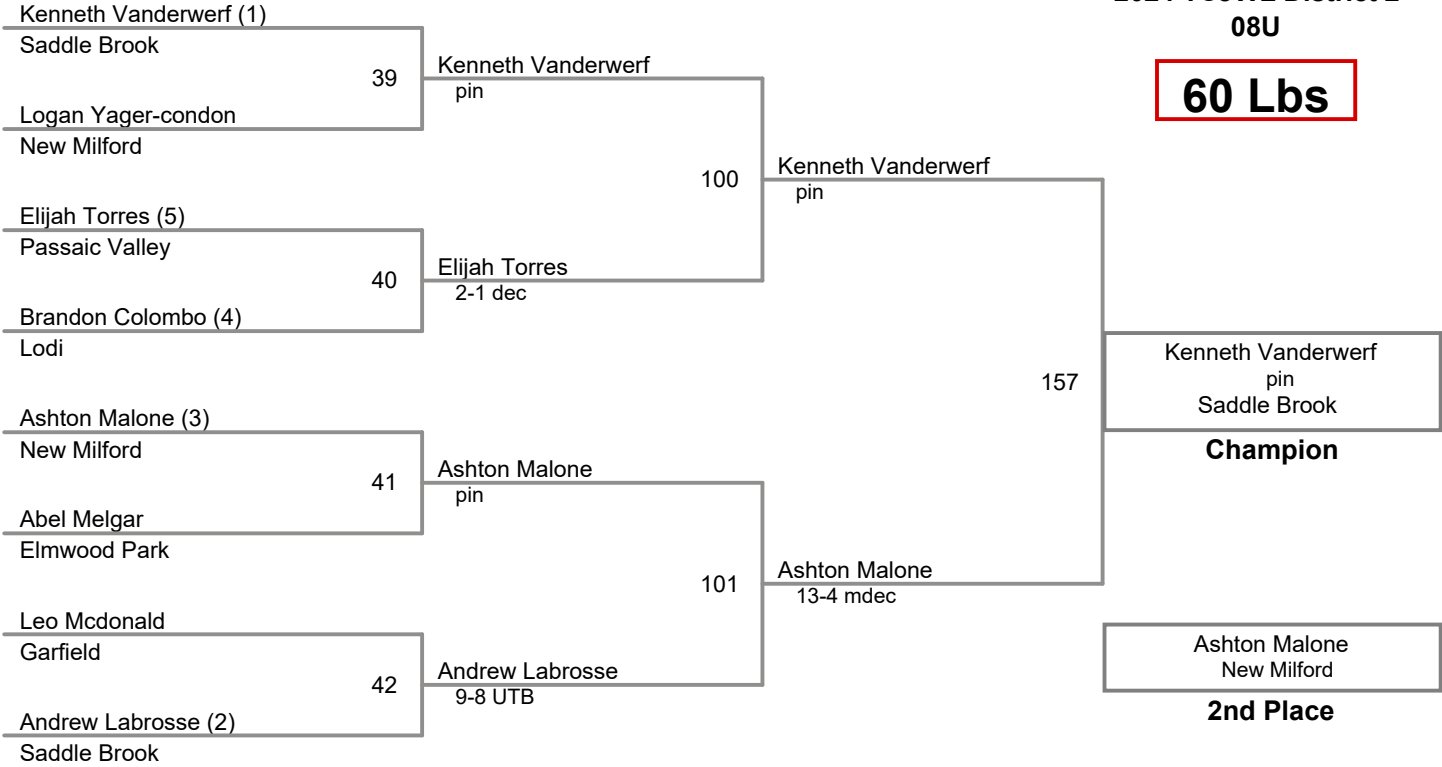 Kenneth Vanderwerf (1)
Saddle Brook
39
Logan Yager-condon
New Milford
Elijah Torres (5)
Passaic Valley
40
Brandon Colombo (4)
Lodi
Ashton Malone (3)
New Milford
41
Abel Melgar
Elmwood Park
Leo Mcdonald
Garfield
42
Andrew Labrosse (2)
Saddle Brook
Kenneth Vanderwerf
pin
100
Elijah Torres
2-1 dec
Ashton Malone
pin
101
Andrew Labrosse
9-8 UTB
Kenneth Vanderwerf
pin
157
Ashton Malone
13-4 mdec
08U
60 Lbs
Kenneth Vanderwerf
pin
Saddle Brook
Champion
Ashton Malone
New Milford
2nd Place